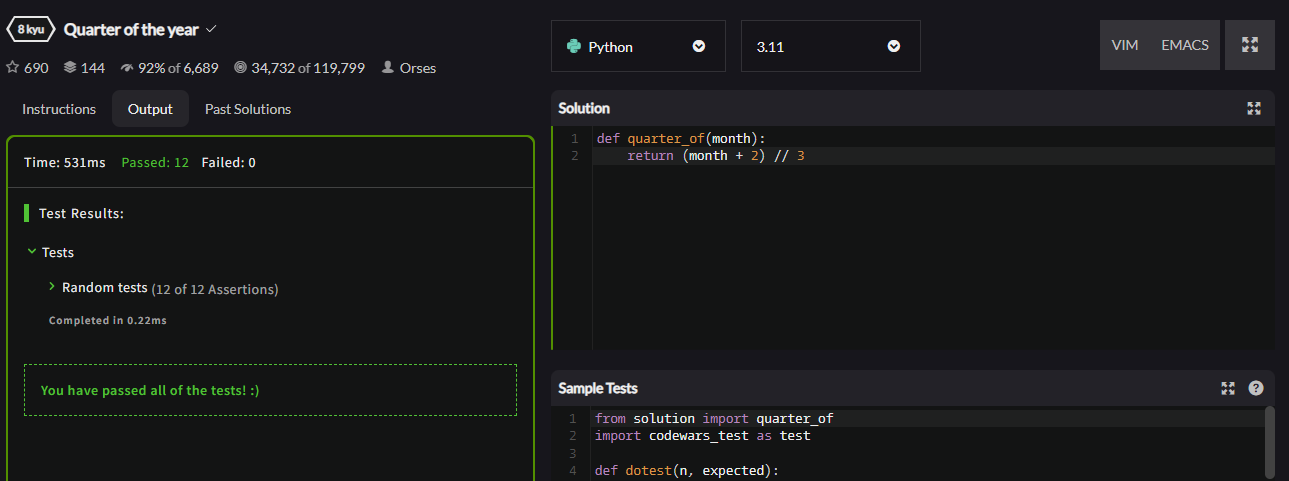 8 kyu Quarter of the year
690 144 92% of 6,689 34,732 of 119,799 Orses
Instructions Output Past Solutions
Time: 531ms Passed: 12 Failed: 0
Test Results:
Tests
Random tests (12 of 12 Assertions)
Completed in 0.22ms
You have passed all of the tests! :)
Python 3.11 VIM EMACS
Solution
1 def quarter_of(month):
2 return (month + 2) // 3
Sample Tests
1 from solution import quarter_of
2 import codewars_test as test
3
4 def dotest(n, expected):